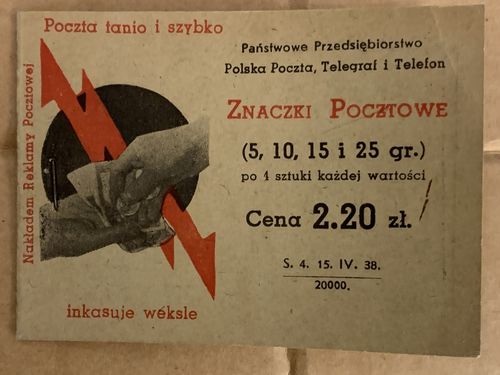 Poczta tanio i szybko
Nakładem Reklamy Pocztowej
inkasuje weksle
Państwowe Przedsiębiorstwo
Polska Poczta, Telegraf i Telefon
ZNACZKI POCZTOWE
(5, 10, 15 i 25 gr.)
po 4 sztuki każdej wartości
Cena 2.20 zł.
S. 4. 15. IV. 38.
20000.